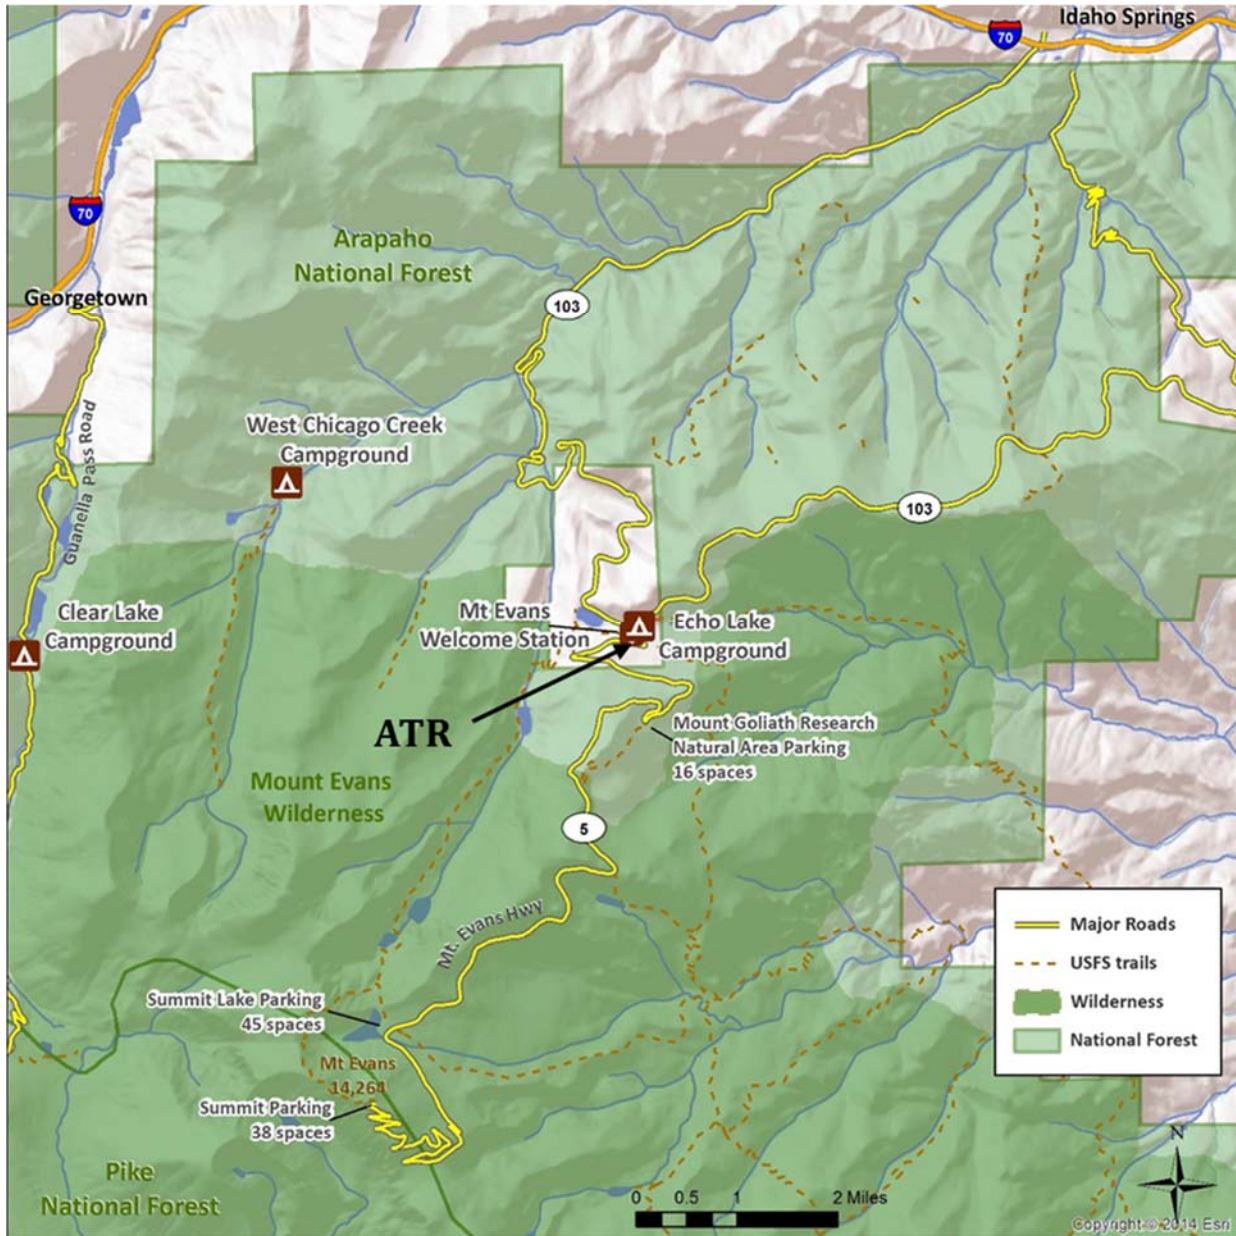 Idaho Springs
70
70
Arapaho
National Forest
Georgetown
103
Guanella Pass Road
West Chicago Creek
Campground
103
Clear Lake
Campground
Mt Evans
Welcome Station
Echo Lake
Campground
ATR
Mount Goliath Research
Natural Area Parking
16 spaces
Mount Evans
Wilderness
5
Mt. Evans Hwy
Major Roads
USFS trails
Wilderness
National Forest
Summit Lake Parking
45 spaces
Mt Evans
14,264
Summit Parking
38 spaces
Pike
National Forest
N
0 0.5 1 2 Miles
Copyright:© 2014 Esri